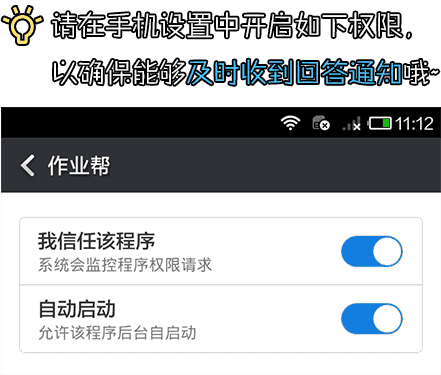 请在手机设置中开启如下权限，
以确保能够及时收到回答通知哦~
11:12
作业帮
我信任该程序
系统会监控程序权限请求
自动启动
允许该程序后台自启动